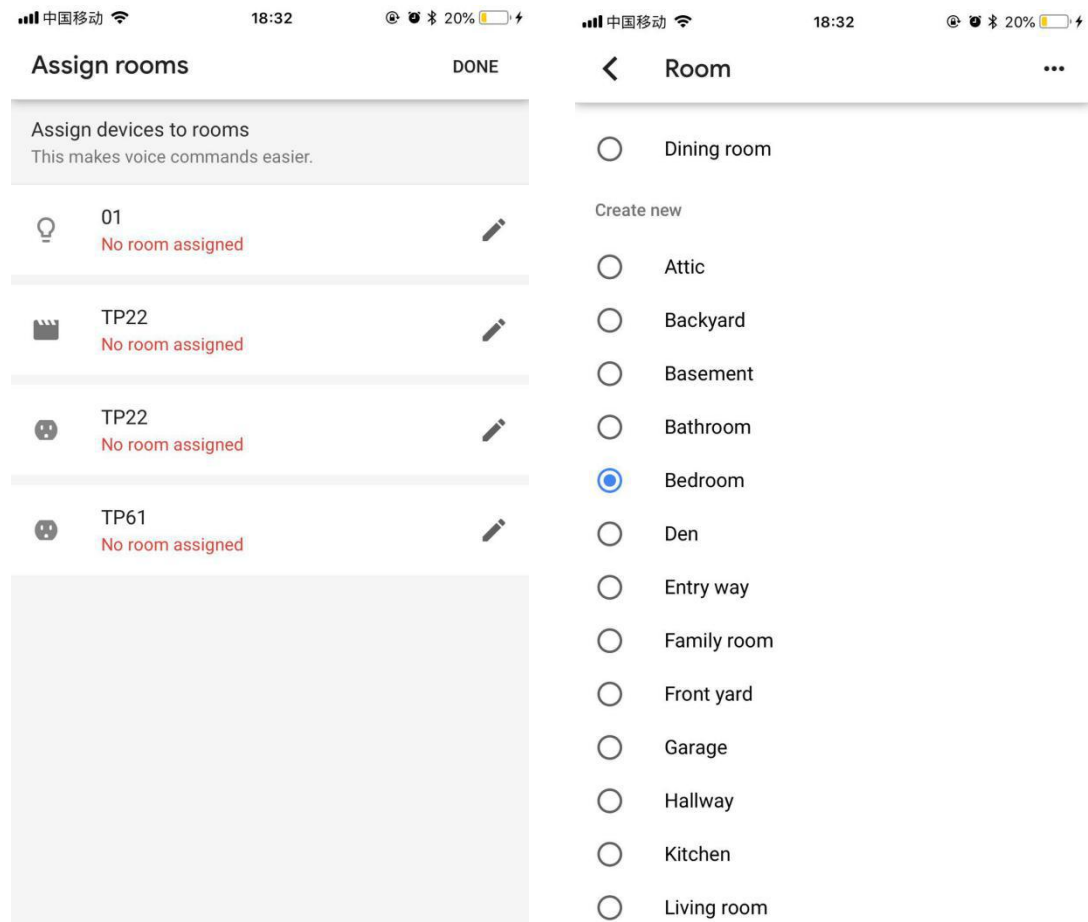 中国移动 18:32 20%
Assign rooms DONE
Assign devices to rooms
This makes voice commands easier.
01
No room assigned
TP22
No room assigned
TP22
No room assigned
TP61
No room assigned
中国移动 18:32 20%
Room
Dining room
Create new
Attic
Backyard
Basement
Bathroom
Bedroom
Den
Entry way
Family room
Front yard
Garage
Hallway
Kitchen
Living room